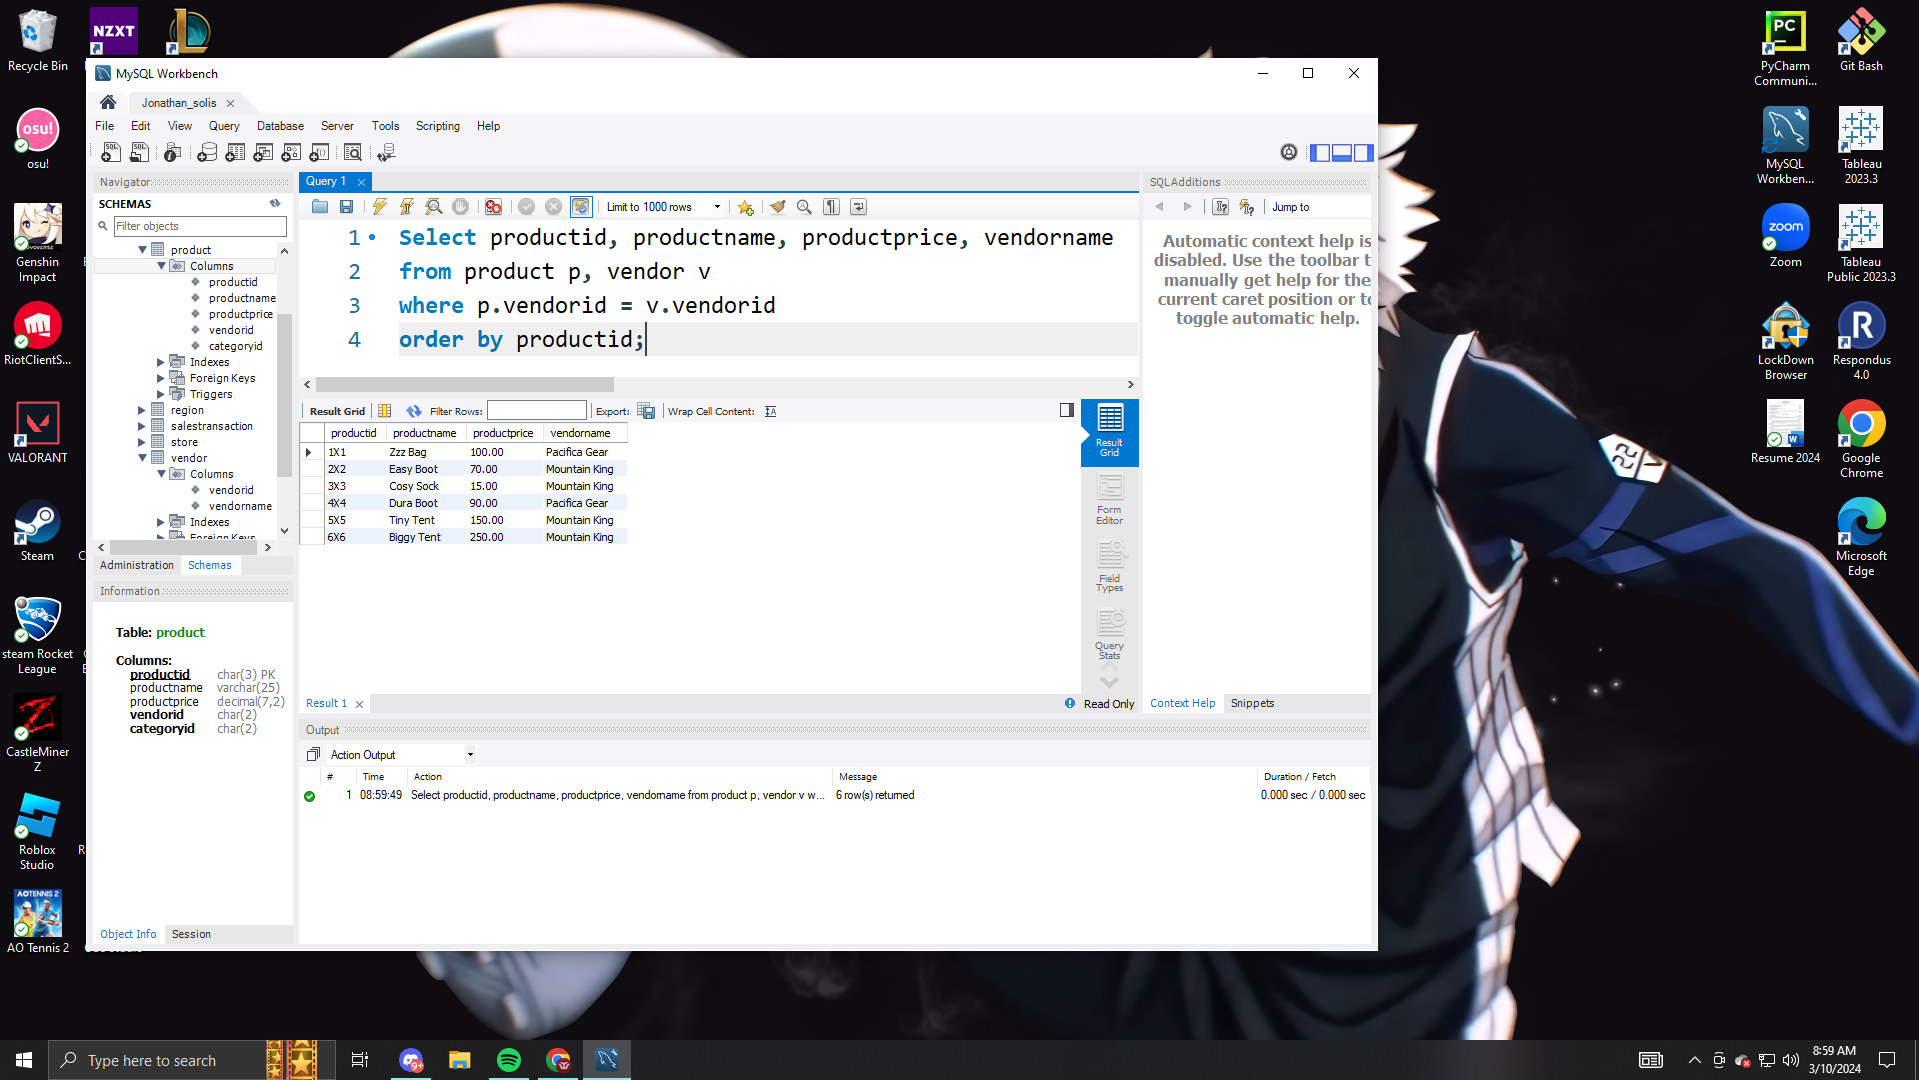 Recycle Bin
NZXT
osu!
osu!
Genshin
Impact
RiotClientS...
VALORANT
Steam
steam Rocket
League
CastleMiner
Z
Roblox
Studio
AO TENNIS 2
AO Tennis 2
MySQL Workbench
Jonathan_solis
File Edit View Query Database Server Tools Scripting Help
Navigator
SCHEMAS
Filter objects
product
Columns
productid
productname
productprice
vendorid
categoryid
Indexes
Foreign Keys
Triggers
region
salestransaction
store
vendor
Columns
vendorid
vendorname
Indexes
Foreign Keys
Administration Schemas
Information
Table: product
Columns:
productid char(3) PK
productname varchar(25)
productprice decimal(7,2)
vendorid char(2)
categoryid char(2)
Object Info Session
Query 1
Limit to 1000 rows
1 Select productid, productname, productprice, vendorname
2 from product p, vendor v
3 where p.vendorid = v.vendorid
4 order by productid;
Result Grid Filter Rows: Export: Wrap Cell Content:
productid productname productprice vendorname
1X1 Zzz Bag 100.00 Pacifica Gear
2X2 Easy Boot 70.00 Mountain King
3X3 Cosy Sock 15.00 Mountain King
4X4 Dura Boot 90.00 Pacifica Gear
5X5 Tiny Tent 150.00 Mountain King
6X6 Biggy Tent 250.00 Mountain King
Result
Grid
Form
Editor
Field
Types
Query
Stats
Result 1
Read Only
SQLAdditions
Jump to
Automatic context help is
disabled. Use the toolbar t
manually get help for the
current caret position or to
toggle automatic help.
Context Help Snippets
Output
Action Output
# Time Action Message Duration / Fetch
1 08:59:49 Select productid, productname, productprice, vendorname from product p, vendor v w... 6 row(s) returned 0.000 sec / 0.000 sec
PC
PyCharm
Communi...
Git Bash
MySQL
Workben...
Tableau
2023.3
zoom
Zoom
Tableau
Public 2023.3
LockDown
Browser
R
Respondus
4.0
Resume 2024
Google
Chrome
Microsoft
Edge
22
Type here to search
9+
8:59 AM
3/10/2024